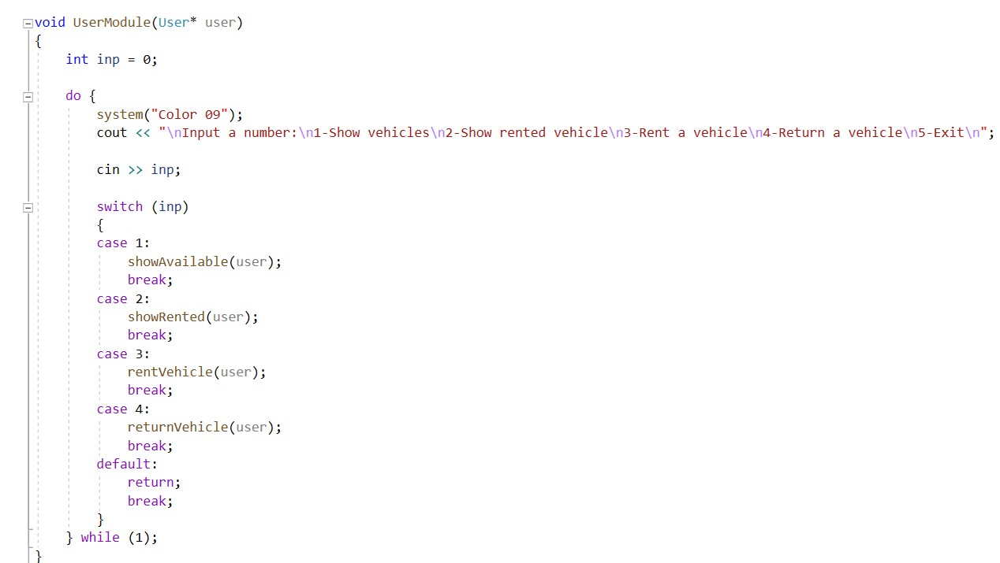 void UserModule(User* user)
{
    int inp = 0;

    do {
        system("Color 09");
        cout << "\nInput a number:\n1-Show vehicles\n2-Show rented vehicle\n3-Rent a vehicle\n4-Return a vehicle\n5-Exit\n";

        cin >> inp;

        switch (inp)
        {
        case 1:
            showAvailable(user);
            break;
        case 2:
            showRented(user);
            break;
        case 3:
            rentVehicle(user);
            break;
        case 4:
            returnVehicle(user);
            break;
        default:
            return;
            break;
        }
    } while (1);
}